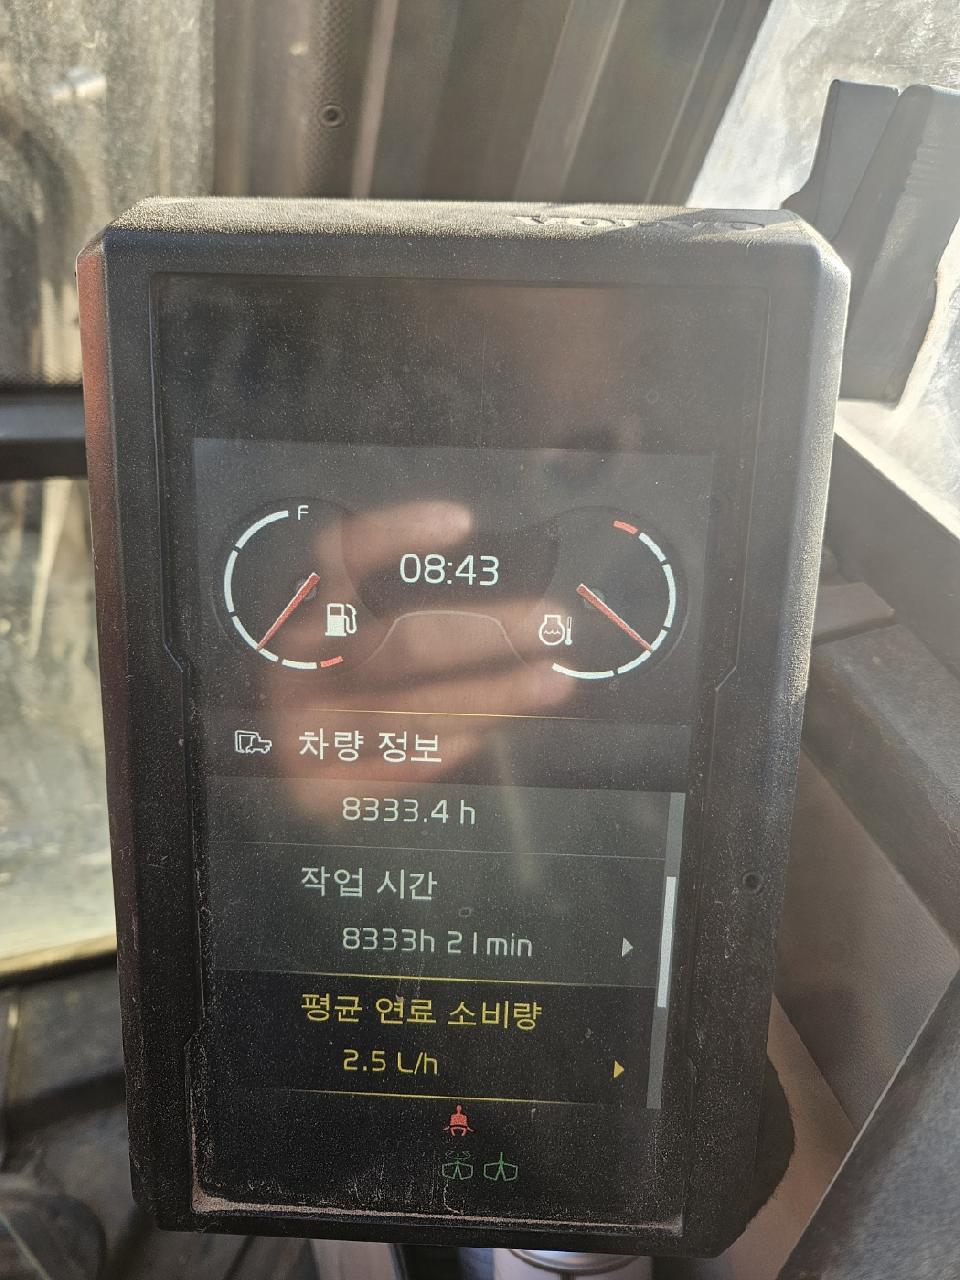 VOLVO
F
08:43
차량 정보
8333.4 h
작업 시간
8333h 21min
평균 연료 소비량
2.5 L/h